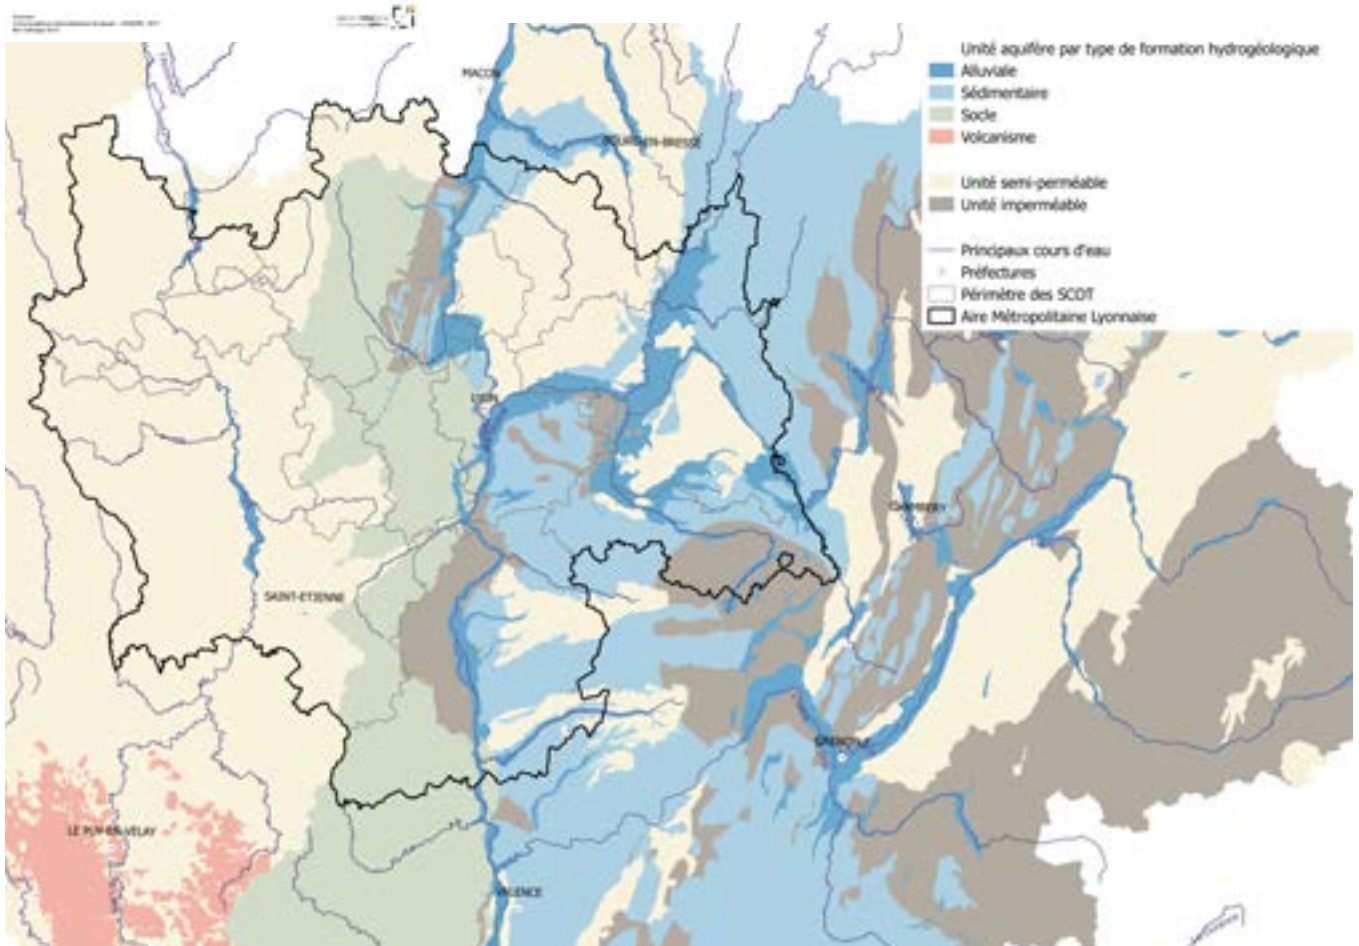 Unité aquifère par type de formation hydrogéologique
Alluviale
Sédimentaire
Socle
Volcanisme
Unité semi-perméable
Unité imperméable
Principaux cours d'eau
Préfectures
Périmètre des SCOT
Aire Métropolitaine Lyonnaise
MACON
BOURG-EN-BRESSE
LYON
CHAMBERY
SAINT-ETIENNE
GRENOBLE
LE PUY-EN-VELAY
VALENCE